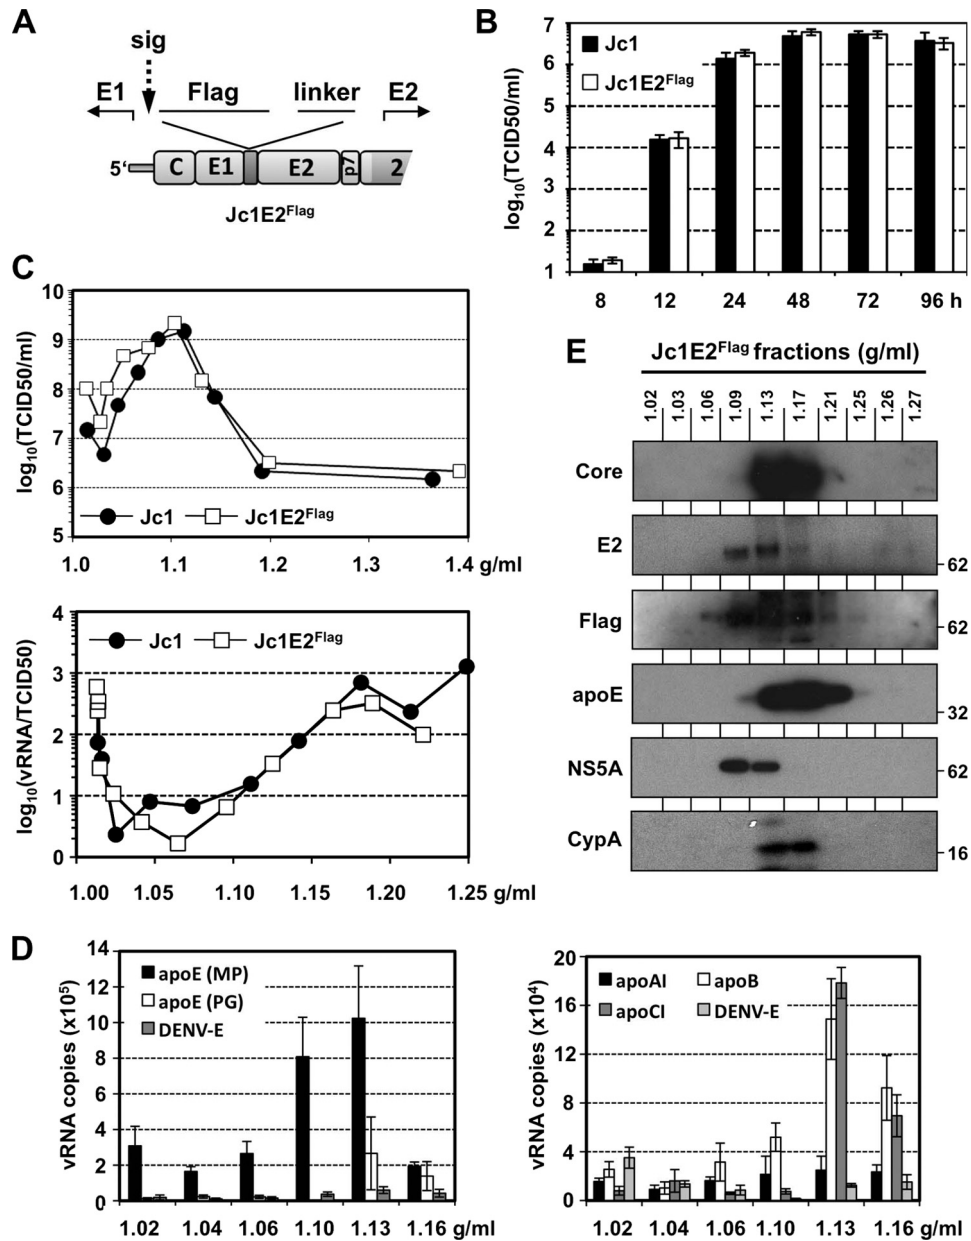 A
sig
E1 Flag linker E2
5‘ C E1 E2 p7 2
Jc1E2Flag
B
log10(TCID50/ml)
7
6
5
4
3
2
1
Jc1
Jc1E2Flag
8 12 24 48 72 96 h
C
log10(TCID50/ml)
10
9
8
7
6
5
Jc1 Jc1E2Flag
1.0 1.1 1.2 1.3 1.4 g/ml
log10(vRNA/TCID50)
4
3
2
1
0
Jc1 Jc1E2Flag
1.00 1.05 1.10 1.15 1.20 1.25 g/ml
E
Jc1E2Flag fractions (g/ml)
1.02 1.03 1.06 1.09 1.13 1.17 1.21 1.25 1.26 1.27
Core
E2 62
Flag 62
apoE 32
NS5A 62
CypA 16
D
vRNA copies (x105)
14
12
10
8
6
4
2
0
apoE (MP)
apoE (PG)
DENV-E
1.02 1.04 1.06 1.10 1.13 1.16 g/ml
vRNA copies (x104)
20
16
12
8
4
0
apoAI apoB
apoCI DENV-E
1.02 1.04 1.06 1.10 1.13 1.16 g/ml